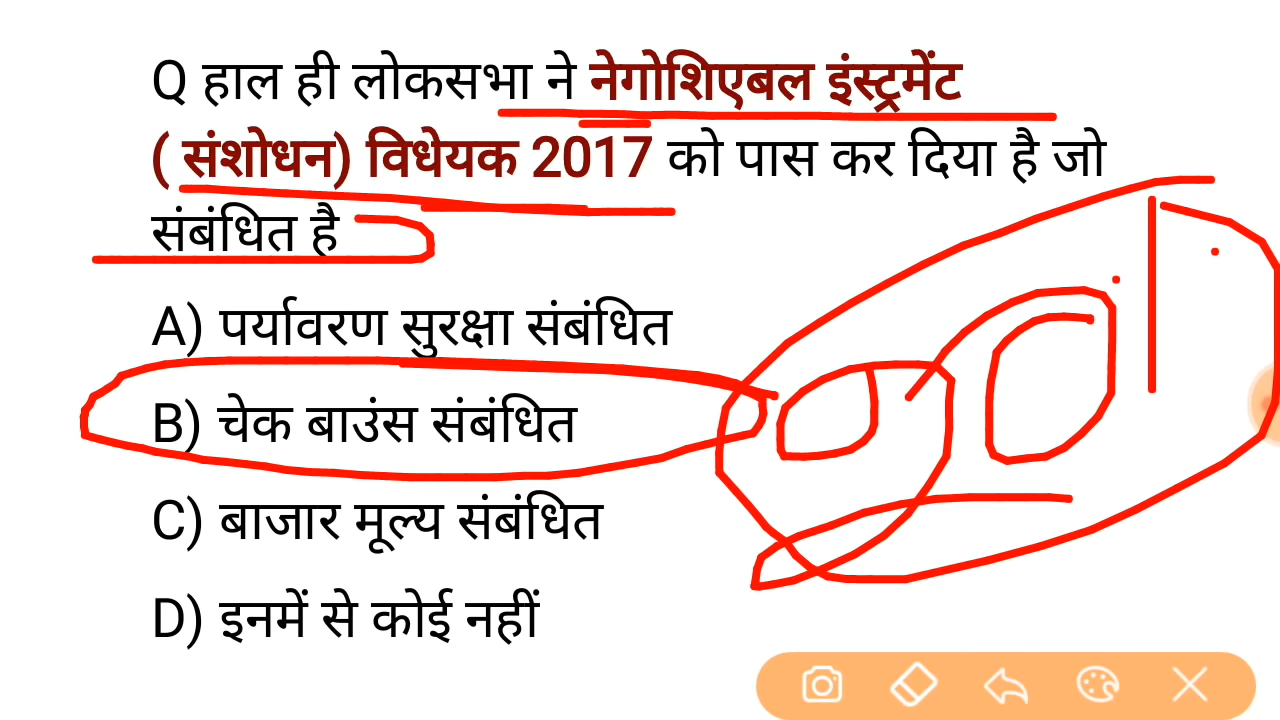 Q हाल ही लोकसभा ने नेगोशिएबल इंस्ट्रमेंट
( संशोधन) विधेयक 2017 को पास कर दिया है जो
संबंधित है
A) पर्यावरण सुरक्षा संबंधित
B) चेक बाउंस संबंधित
C) बाजार मूल्य संबंधित
D) इनमें से कोई नहीं